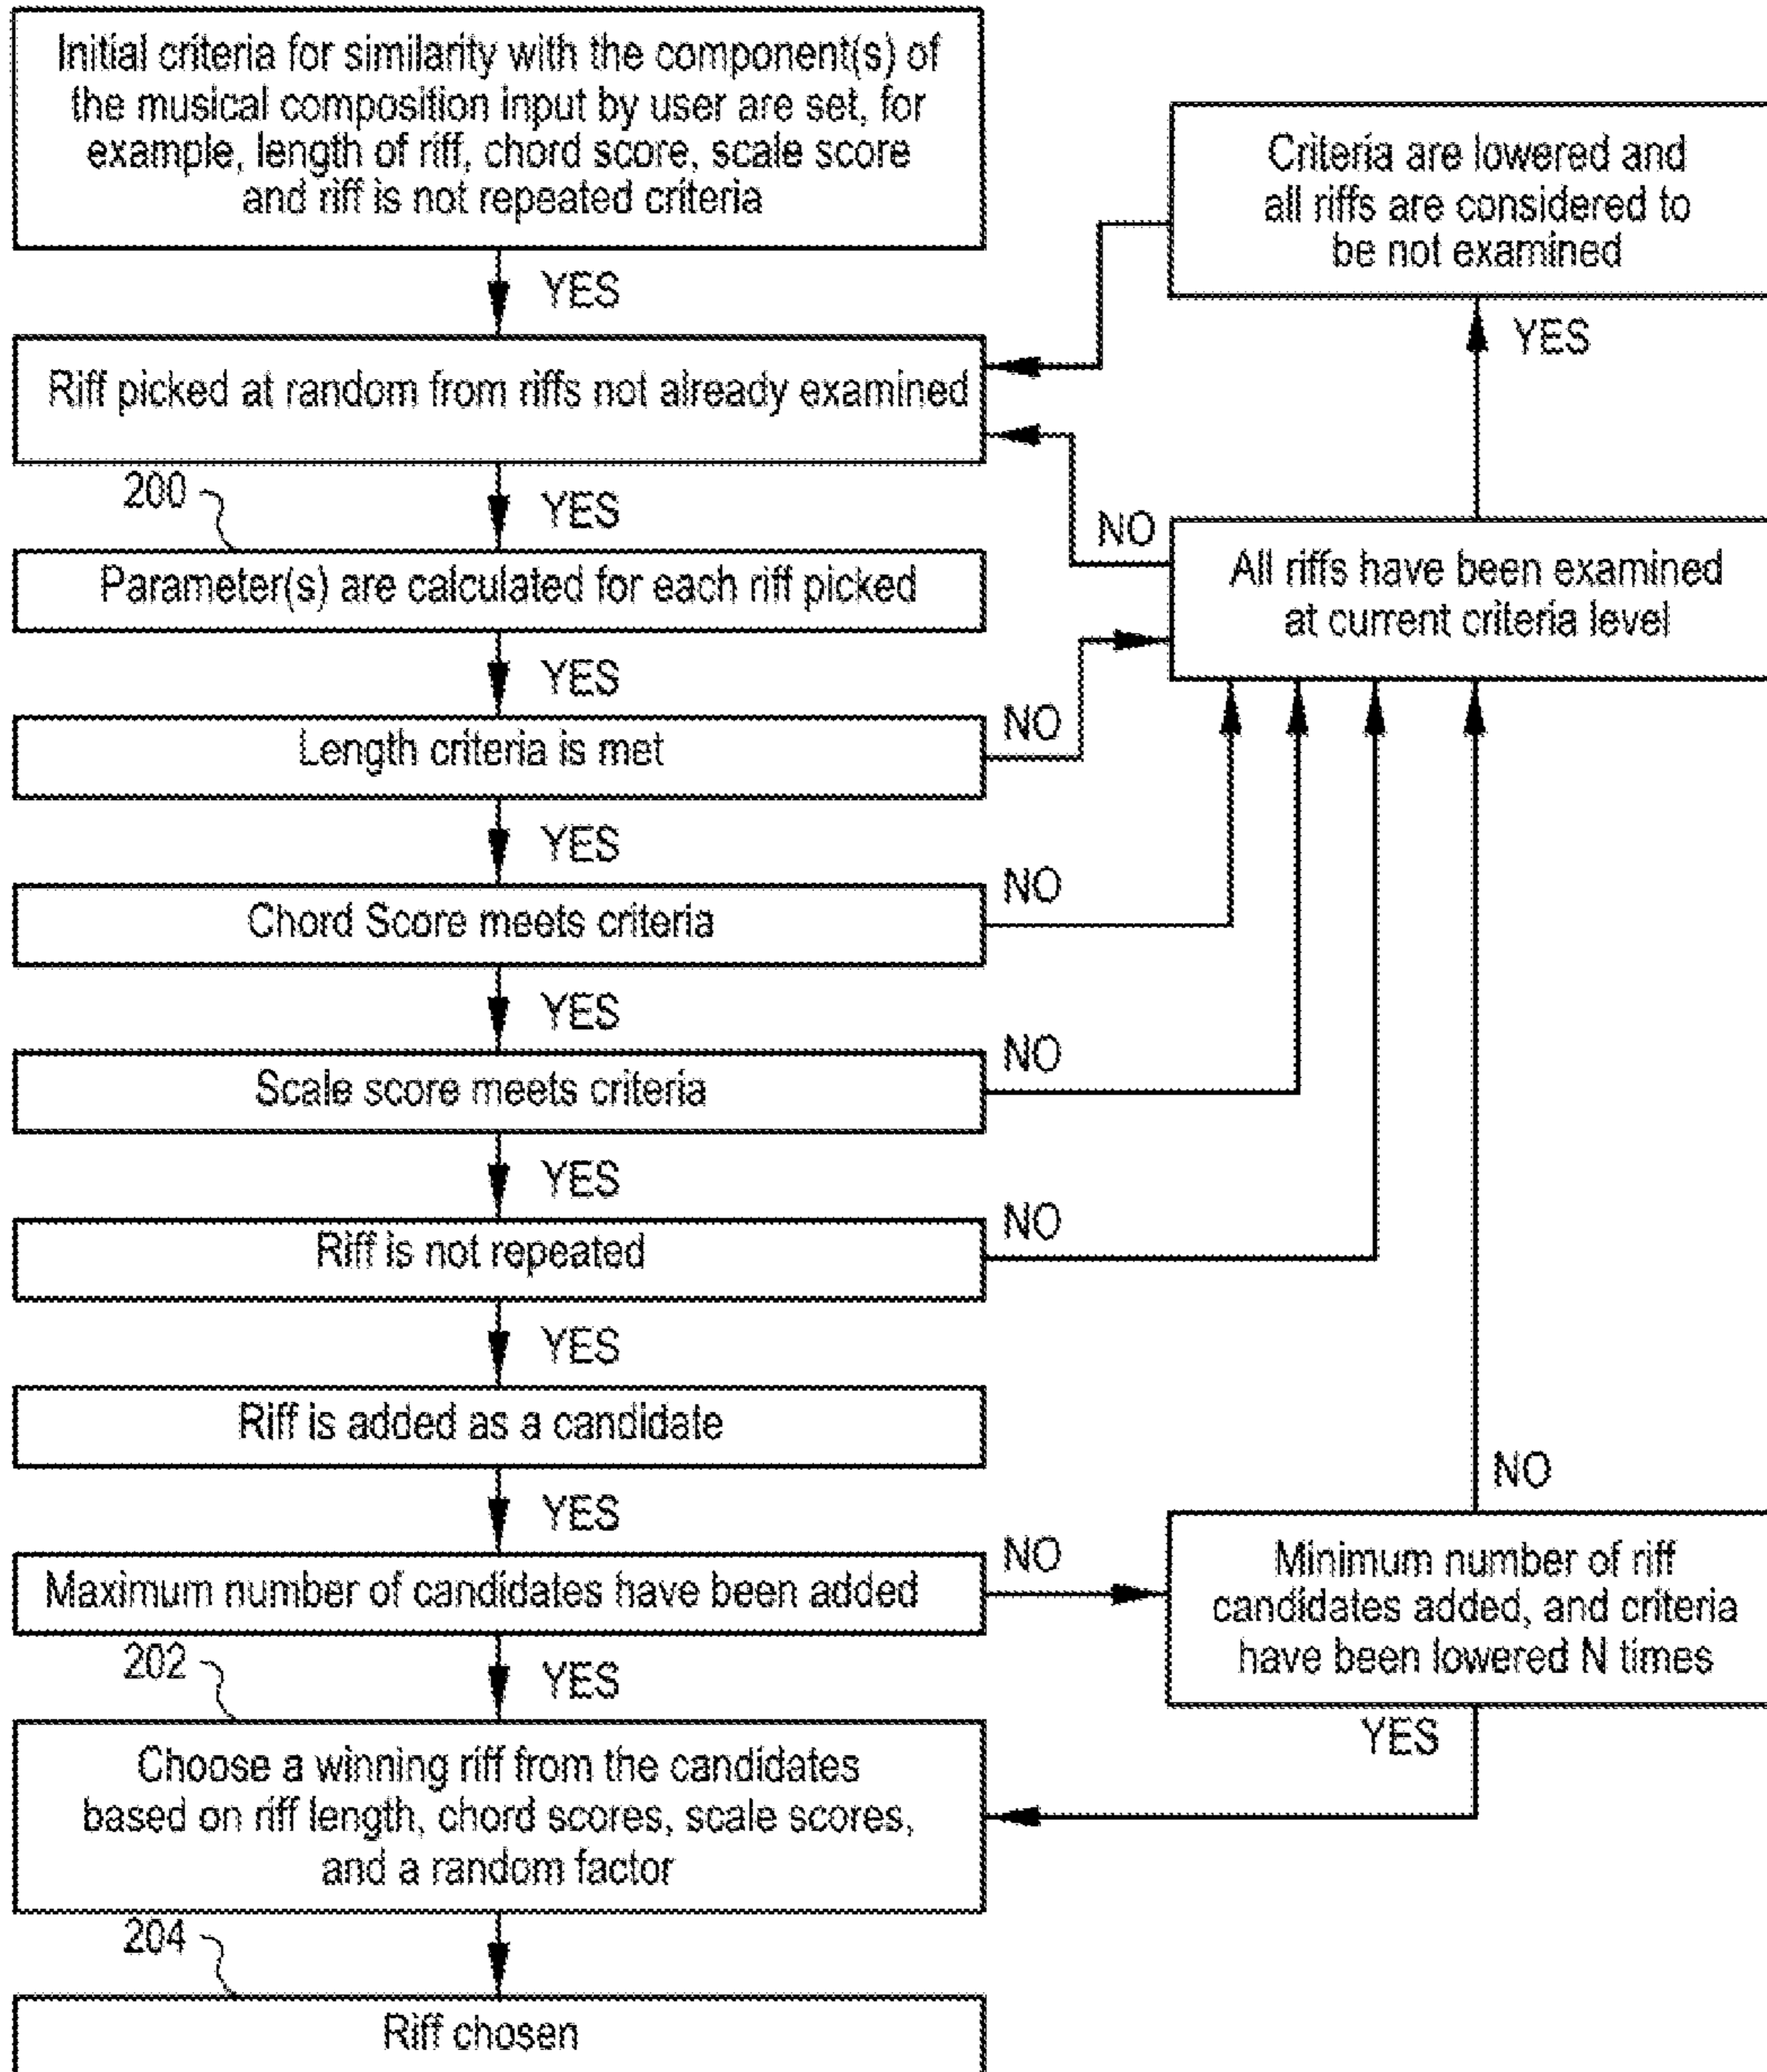 Initial criteria for similarity with the component(s) of
the musical composition input by user are set, for
example, length of riff, chord score, scale score
and riff is not repeated criteria
YES
Riff picked at random from riffs not already examined
200
YES
Parameter(s) are calculated for each riff picked
YES
Length criteria is met
NO
YES
Chord Score meets criteria
NO
YES
Scale score meets criteria
NO
YES
Riff is not repeated
NO
YES
Riff is added as a candidate
YES
Maximum number of candidates have been added
NO
202
YES
Choose a winning riff from the candidates
based on riff length, chord scores, scale scores,
and a random factor
204
Riff chosen
Criteria are lowered and
all riffs are considered to
be not examined
YES
NO
All riffs have been examined
at current criteria level
NO
Minimum number of riff
candidates added, and criteria
have been lowered N times
YES